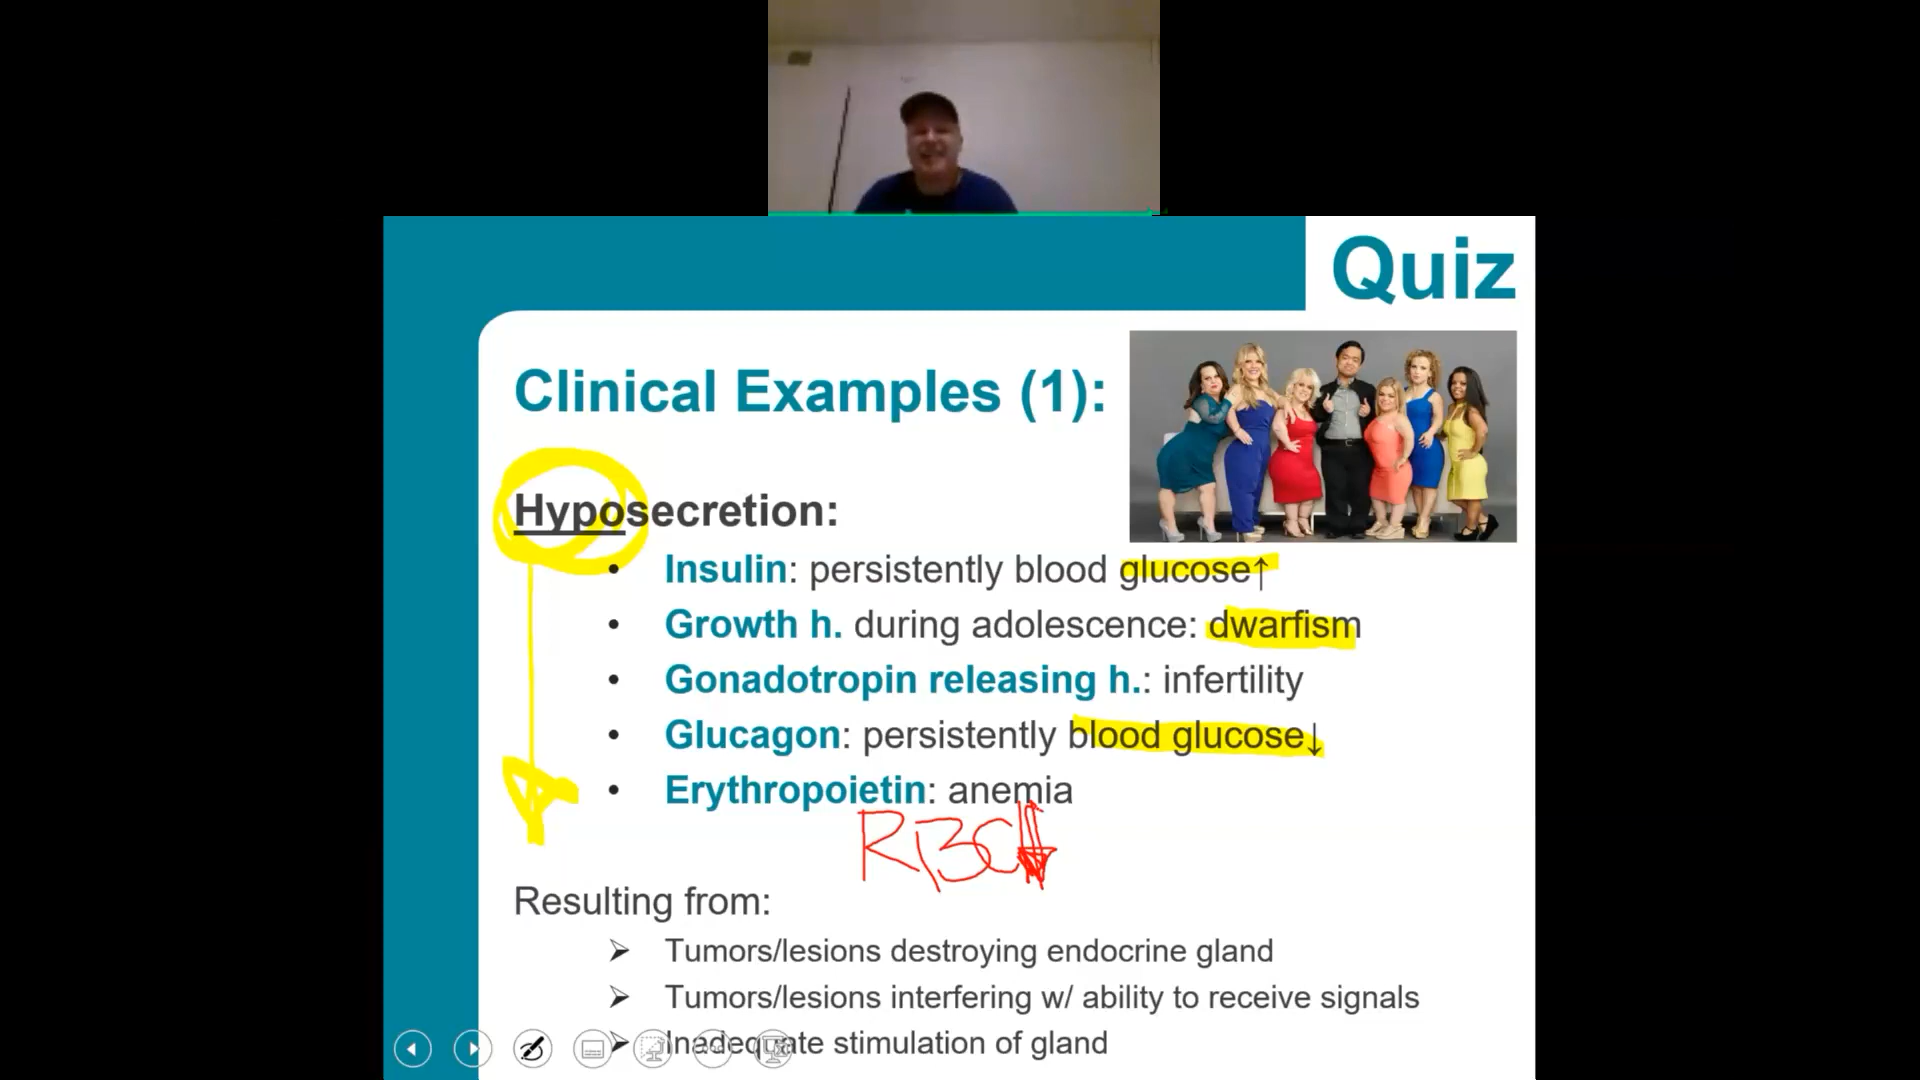 Quiz
Clinical Examples (1):
Hyposecretion:
• Insulin: persistently blood glucose↑
• Growth h. during adolescence: dwarfism
• Gonadotropin releasing h.: infertility
• Glucagon: persistently blood glucose↓
• Erythropoietin: anemia
RBC↓
Resulting from:
➢ Tumors/lesions destroying endocrine gland
➢ Tumors/lesions interfering w/ ability to receive signals
➢ Inadequate stimulation of gland